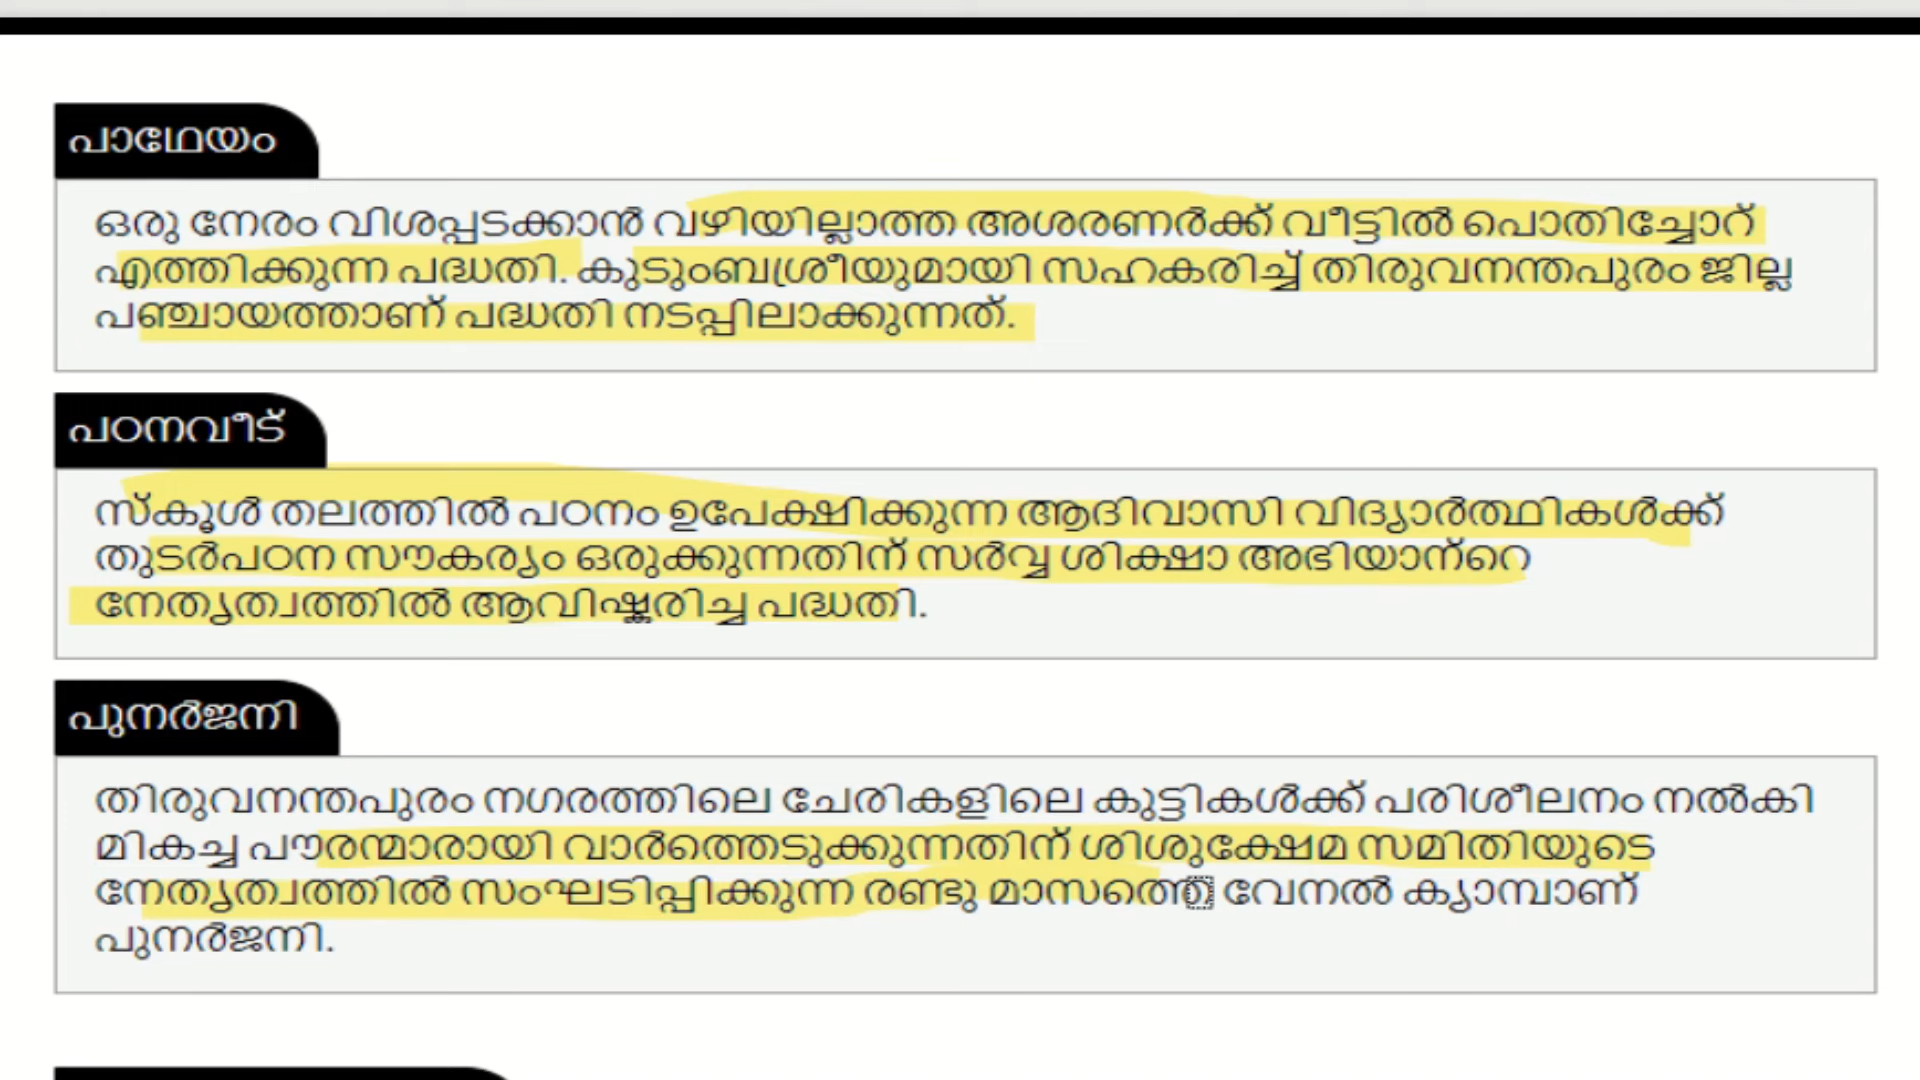 പാഥേയം
ഒരു നേരം വിശപ്പടക്കാൻ വഴിയില്ലാത്ത അശരണർക്ക് വീട്ടിൽ പൊതിച്ചോറ്
എത്തിക്കുന്ന പദ്ധതി. കുടുംബശ്രീയുമായി സഹകരിച്ച് തിരുവനന്തപുരം ജില്ല
പഞ്ചായത്താണ് പദ്ധതി നടപ്പിലാക്കുന്നത്.
പഠനവീട്
സ്കൂൾ തലത്തിൽ പഠനം ഉപേക്ഷിക്കുന്ന ആദിവാസി വിദ്യാർത്ഥികൾക്ക്
തുടർപഠന സൗകര്യം ഒരുക്കുന്നതിന് സർവ്വ ശിക്ഷാ അഭിയാന്റെ
നേതൃത്വത്തിൽ ആവിഷ്കരിച്ച പദ്ധതി.
പുനർജനി
തിരുവനന്തപുരം നഗരത്തിലെ ചേരികളിലെ കുട്ടികൾക്ക് പരിശീലനം നൽകി
മികച്ച പൗരന്മാരായി വാർത്തെടുക്കുന്നതിന് ശിശുക്ഷേമ സമിതിയുടെ
നേതൃത്വത്തിൽ സംഘടിപ്പിക്കുന്ന രണ്ടു മാസത്തെ വേനൽ ക്യാമ്പാണ്
പുനർജനി.